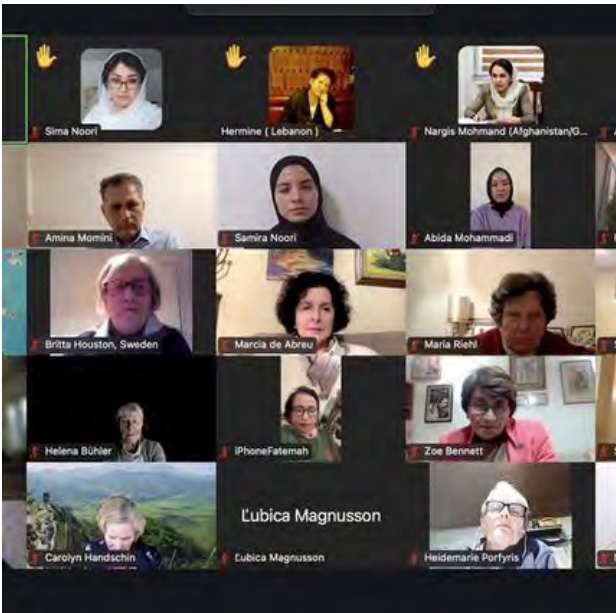 Sima Noori
Hermine ( Lebanon )
Nargis Mohmand (Afghanistan/G...
Amina Momini
Samira Noori
Abida Mohammadi
Britta Houston, Sweden
Marcia de Abreu
Maria Riehl
Helena Bühler
iPhoneFatemah
Zoe Bennett
Carolyn Handschin
Ľubica Magnusson
Ľubica Magnusson
Heidemarie Porfyris